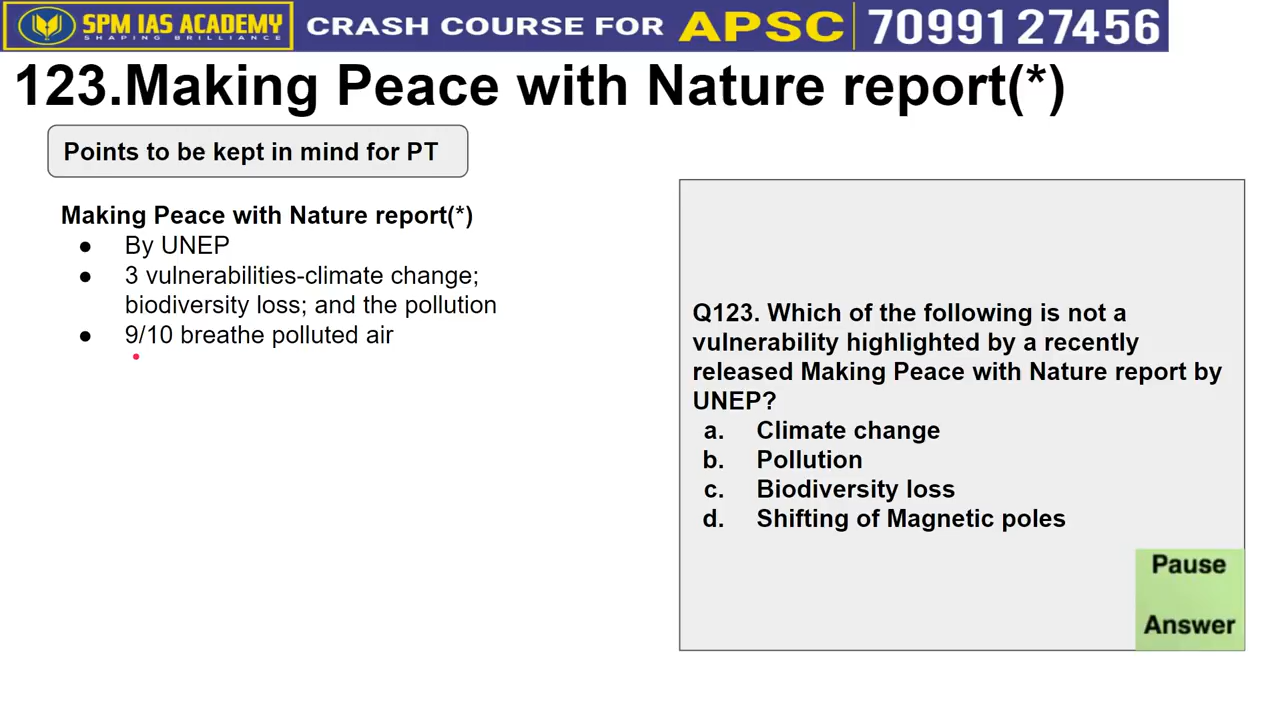 SPM IAS ACADEMY
SHAPING BRILLIANCE
CRASH COURSE FOR APSC 7099127456
123.Making Peace with Nature report(*)
Points to be kept in mind for PT
Making Peace with Nature report(*)
● By UNEP
● 3 vulnerabilities-climate change;
biodiversity loss; and the pollution
● 9/10 breathe polluted air
Q123. Which of the following is not a
vulnerability highlighted by a recently
released Making Peace with Nature report by
UNEP?
a. Climate change
b. Pollution
c. Biodiversity loss
d. Shifting of Magnetic poles
Pause
Answer